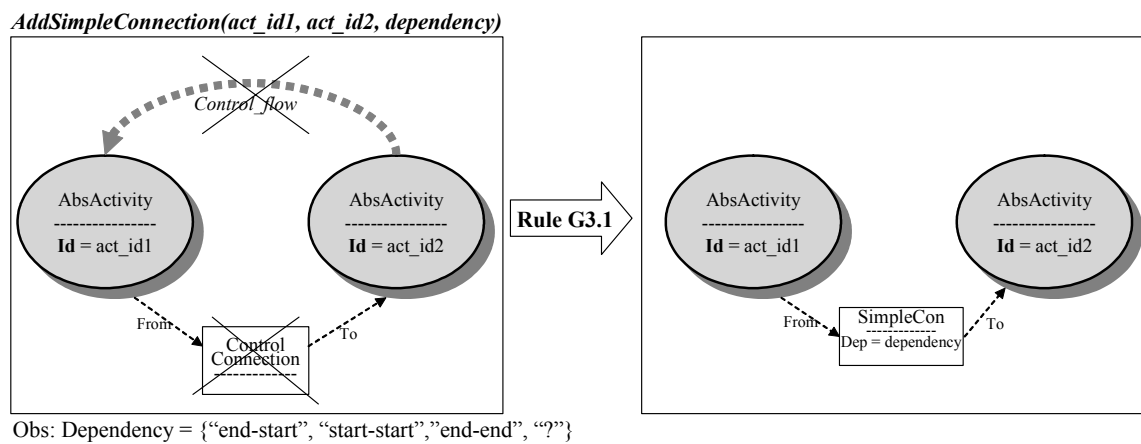 AddSimpleConnection(act_id1, act_id2, dependency)
Control_flow
AbsActivity
-----------------
Id = act_id1
AbsActivity
-----------------
Id = act_id2
From
To
Control
Connection
--------------
Rule G3.1
AbsActivity
-----------------
Id = act_id1
AbsActivity
-----------------
Id = act_id2
From
To
SimpleCon
-------------
Dep = dependency
Obs: Dependency = {“end-start”, “start-start”,”end-end”, “?”}